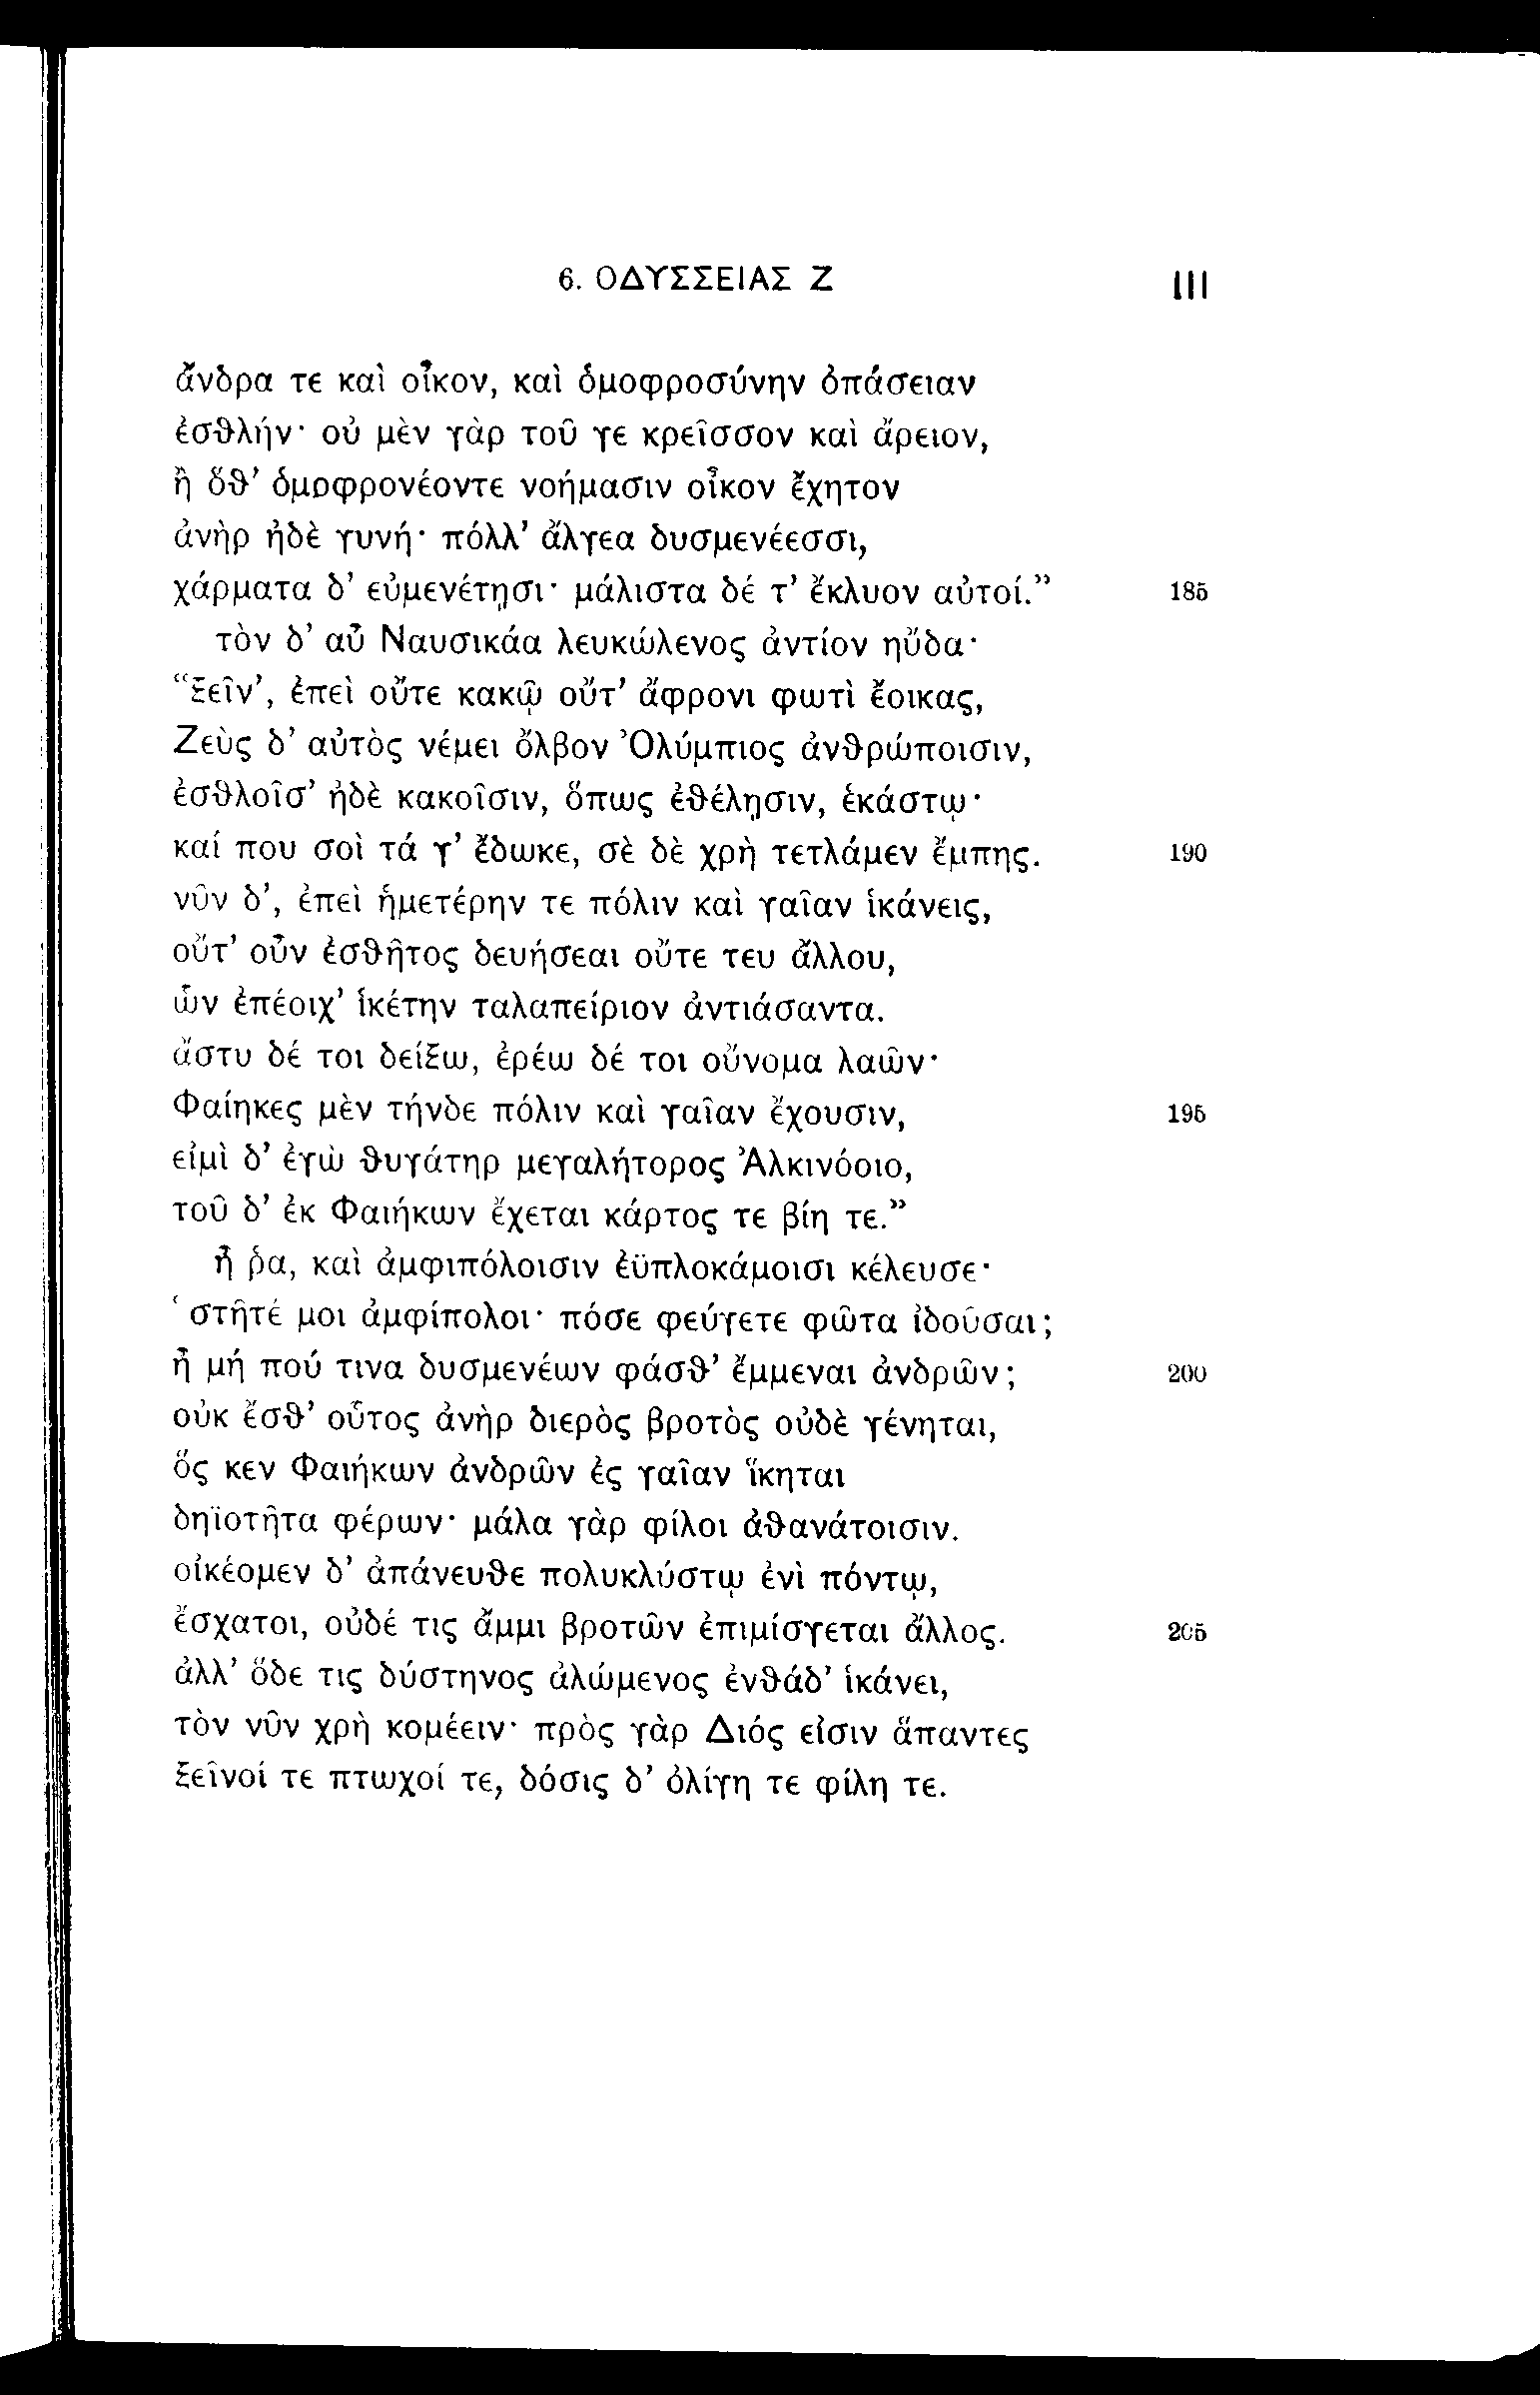 6. ΟΔΥΣΣΕΙΑΣ Ζ 111
ἄνδρα τε καὶ οἶκον, καὶ ὁμοφροσύνην ὀπάσειαν
ἐσθλήν· οὐ μὲν γὰρ τοῦ γε κρεῖσσον καὶ ἄρειον,
ἢ ὅθ’ ὁμοφρονέοντε νοήμασιν οἶκον ἔχητον
ἀνὴρ ἠδὲ γυνή· πόλλ’ ἄλγεα δυσμενέεσσι,
χάρματα δ’ εὐμενέτῃσι· μάλιστα δέ τ’ ἔκλυον αὐτοί.” 185
τὸν δ’ αὖ Ναυσικάα λευκώλενος ἀντίον ηὔδα·
“ξεῖν’, ἐπεὶ οὔτε κακῷ οὔτ’ ἄφρονι φωτὶ ἔοικας,
Ζεὺς δ’ αὐτὸς νέμει ὄλβον Ὀλύμπιος ἀνθρώποισιν,
ἐσθλοῖσ’ ἠδὲ κακοῖσιν, ὅπως ἐθέλῃσιν, ἑκάστῳ·
καί που σοὶ τά γ’ ἔδωκε, σὲ δὲ χρὴ τετλάμεν ἔμπης. 190
νῦν δ’, ἐπεὶ ἡμετέρην τε πόλιν καὶ γαῖαν ἱκάνεις,
οὔτ’ οὖν ἐσθῆτος δευήσεαι οὔτε τευ ἄλλου,
ὧν ἐπέοιχ’ ἱκέτην ταλαπείριον ἀντιάσαντα.
ἄστυ δέ τοι δείξω, ἐρέω δέ τοι οὔνομα λαῶν·
Φαίηκες μὲν τήνδε πόλιν καὶ γαῖαν ἔχουσιν, 195
εἰμὶ δ’ ἐγὼ θυγάτηρ μεγαλήτορος Ἀλκινόοιο,
τοῦ δ’ ἐκ Φαιήκων ἔχεται κάρτος τε βίη τε.”
ἦ ῥα, καὶ ἀμφιπόλοισιν ἐϋπλοκάμοισι κέλευσε·
‘στῆτέ μοι ἀμφίπολοι· πόσε φεύγετε φῶτα ἰδοῦσαι;
ἦ μή πού τινα δυσμενέων φάσθ’ ἔμμεναι ἀνδρῶν; 200
οὐκ ἔσθ’ οὗτος ἀνὴρ διερὸς βροτὸς οὐδὲ γένηται,
ὅς κεν Φαιήκων ἀνδρῶν ἐς γαῖαν ἵκηται
δηϊοτῆτα φέρων· μάλα γὰρ φίλοι ἀθανάτοισιν.
οἰκέομεν δ’ ἀπάνευθε πολυκλύστῳ ἐνὶ πόντῳ,
ἔσχατοι, οὐδέ τις ἄμμι βροτῶν ἐπιμίσγεται ἄλλος. 205
ἀλλ’ ὅδε τις δύστηνος ἀλώμενος ἐνθάδ’ ἱκάνει,
τὸν νῦν χρὴ κομέειν· πρὸς γὰρ Διός εἰσιν ἅπαντες
ξεῖνοί τε πτωχοί τε, δόσις δ’ ὀλίγη τε φίλη τε.